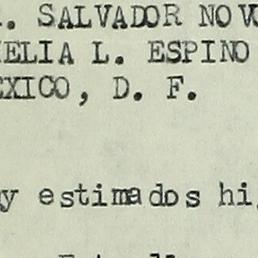 . SALVADOR NOV
ELIA L. ESPINO
EXICO, D. F.
y estimados hi